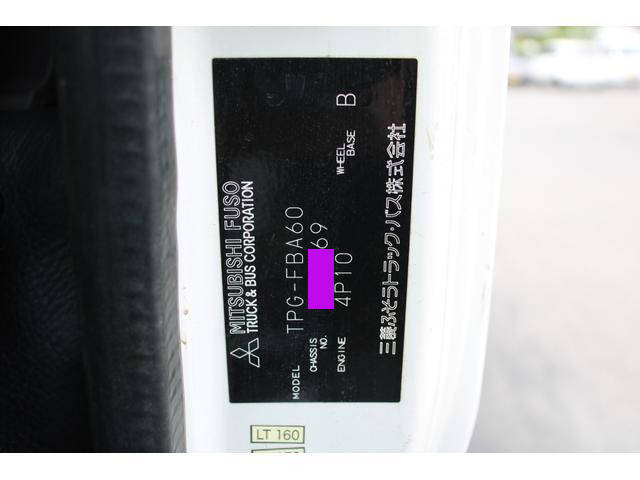 MITSUBISHI FUSO
TRUCK & BUS CORPORATION
MODEL TPG-FBA60
CHASSIS NO. 69
ENGINE 4P10 WHEEL BASE B
三菱ふそうトラック・バス株式会社
LT 160